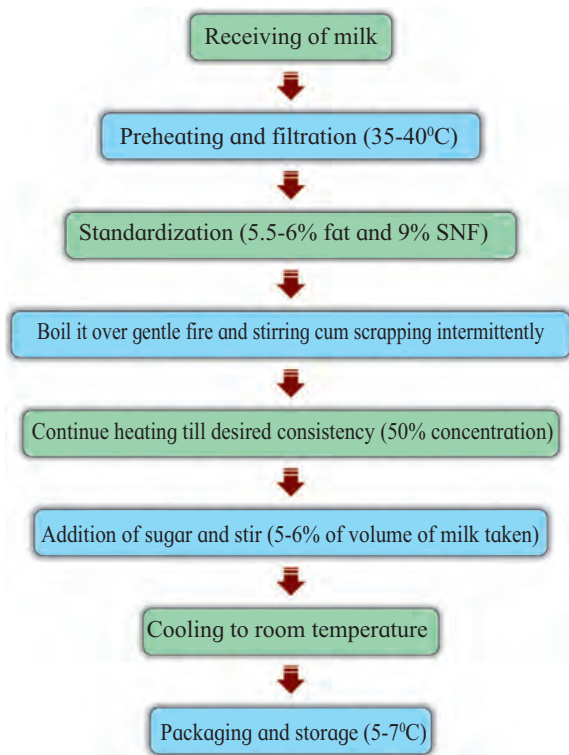 Receiving of milk
Preheating and filtration (35-40⁰C)
Standardization (5.5-6% fat and 9% SNF)
Boil it over gentle fire and stirring cum scrapping intermittently
Continue heating till desired consistency (50% concentration)
Addition of sugar and stir (5-6% of volume of milk taken)
Cooling to room temperature
Packaging and storage (5-7⁰C)